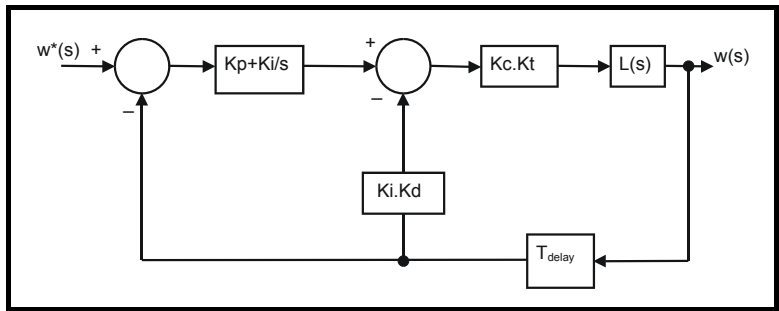 w*(s) +
Kp+Ki/s
+
Kc.Kt
L(s)
w(s)
–
–
Ki.Kd
Tdelay